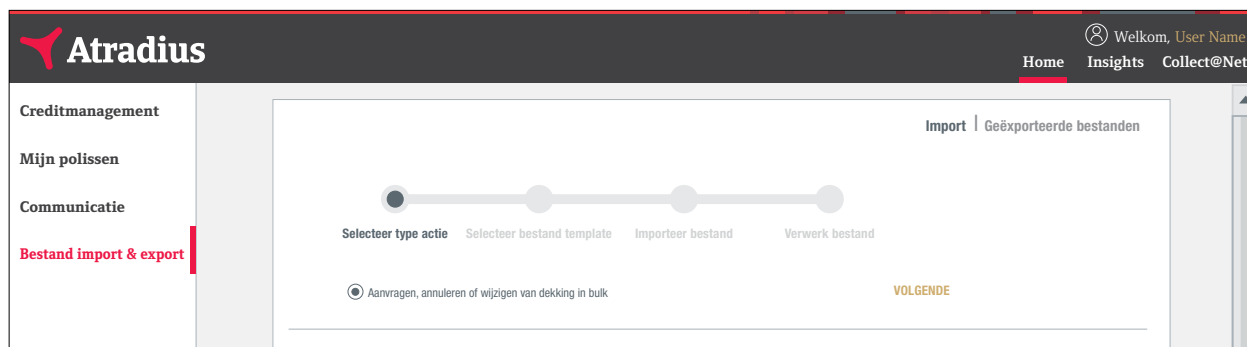 Atradius
Welkom, User Name
Home Insights Collect@Net
Creditmanagement
Mijn polissen
Communicatie
Bestand import & export
Import | Geëxporteerde bestanden
Selecteer type actie Selecteer bestand template Importeer bestand Verwerk bestand
Aanvragen, annuleren of wijzigen van dekking in bulk VOLGENDE